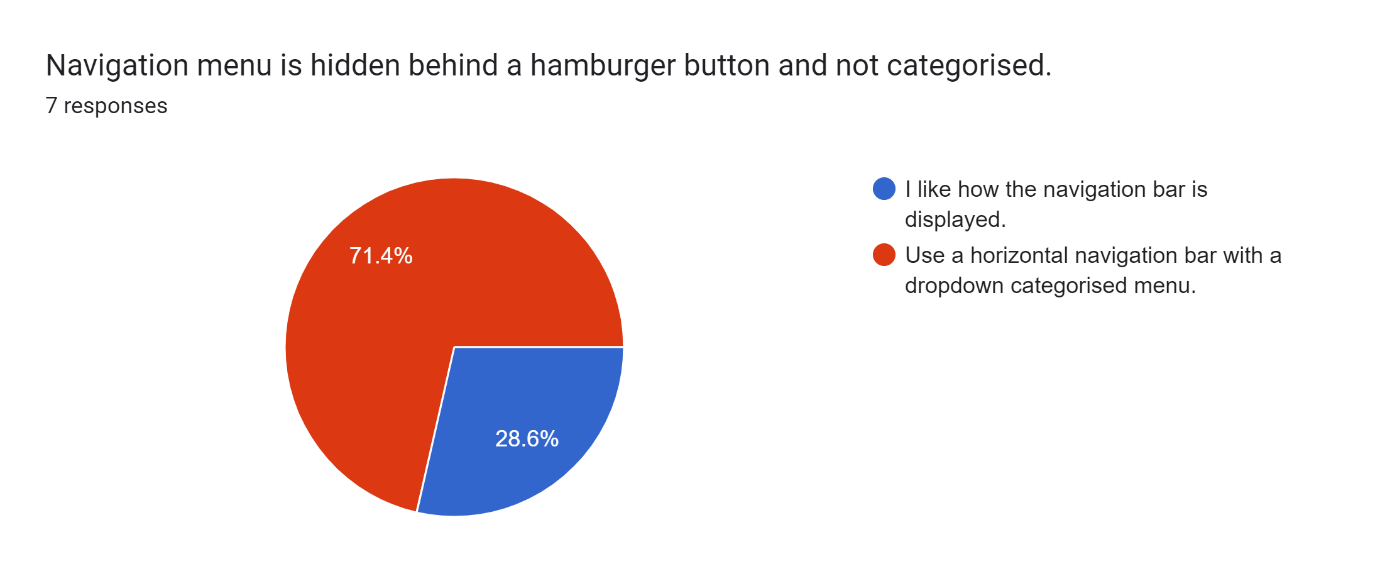 Navigation menu is hidden behind a hamburger button and not categorised.
7 responses
71.4%
28.6%
I like how the navigation bar is
displayed.
Use a horizontal navigation bar with a
dropdown categorised menu.